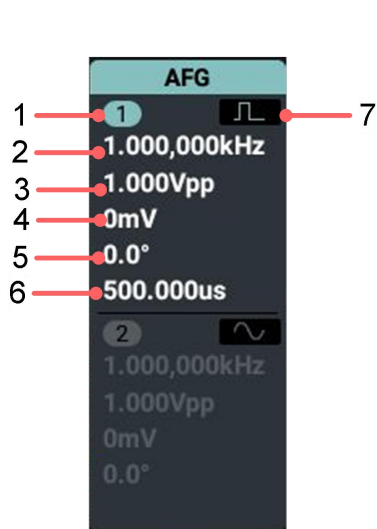 AFG
1 1 7
2 1.000,000kHz
3 1.000Vpp
4 0mV
5 0.0°
6 500.000us
2
1.000,000kHz
1.000Vpp
0mV
0.0°